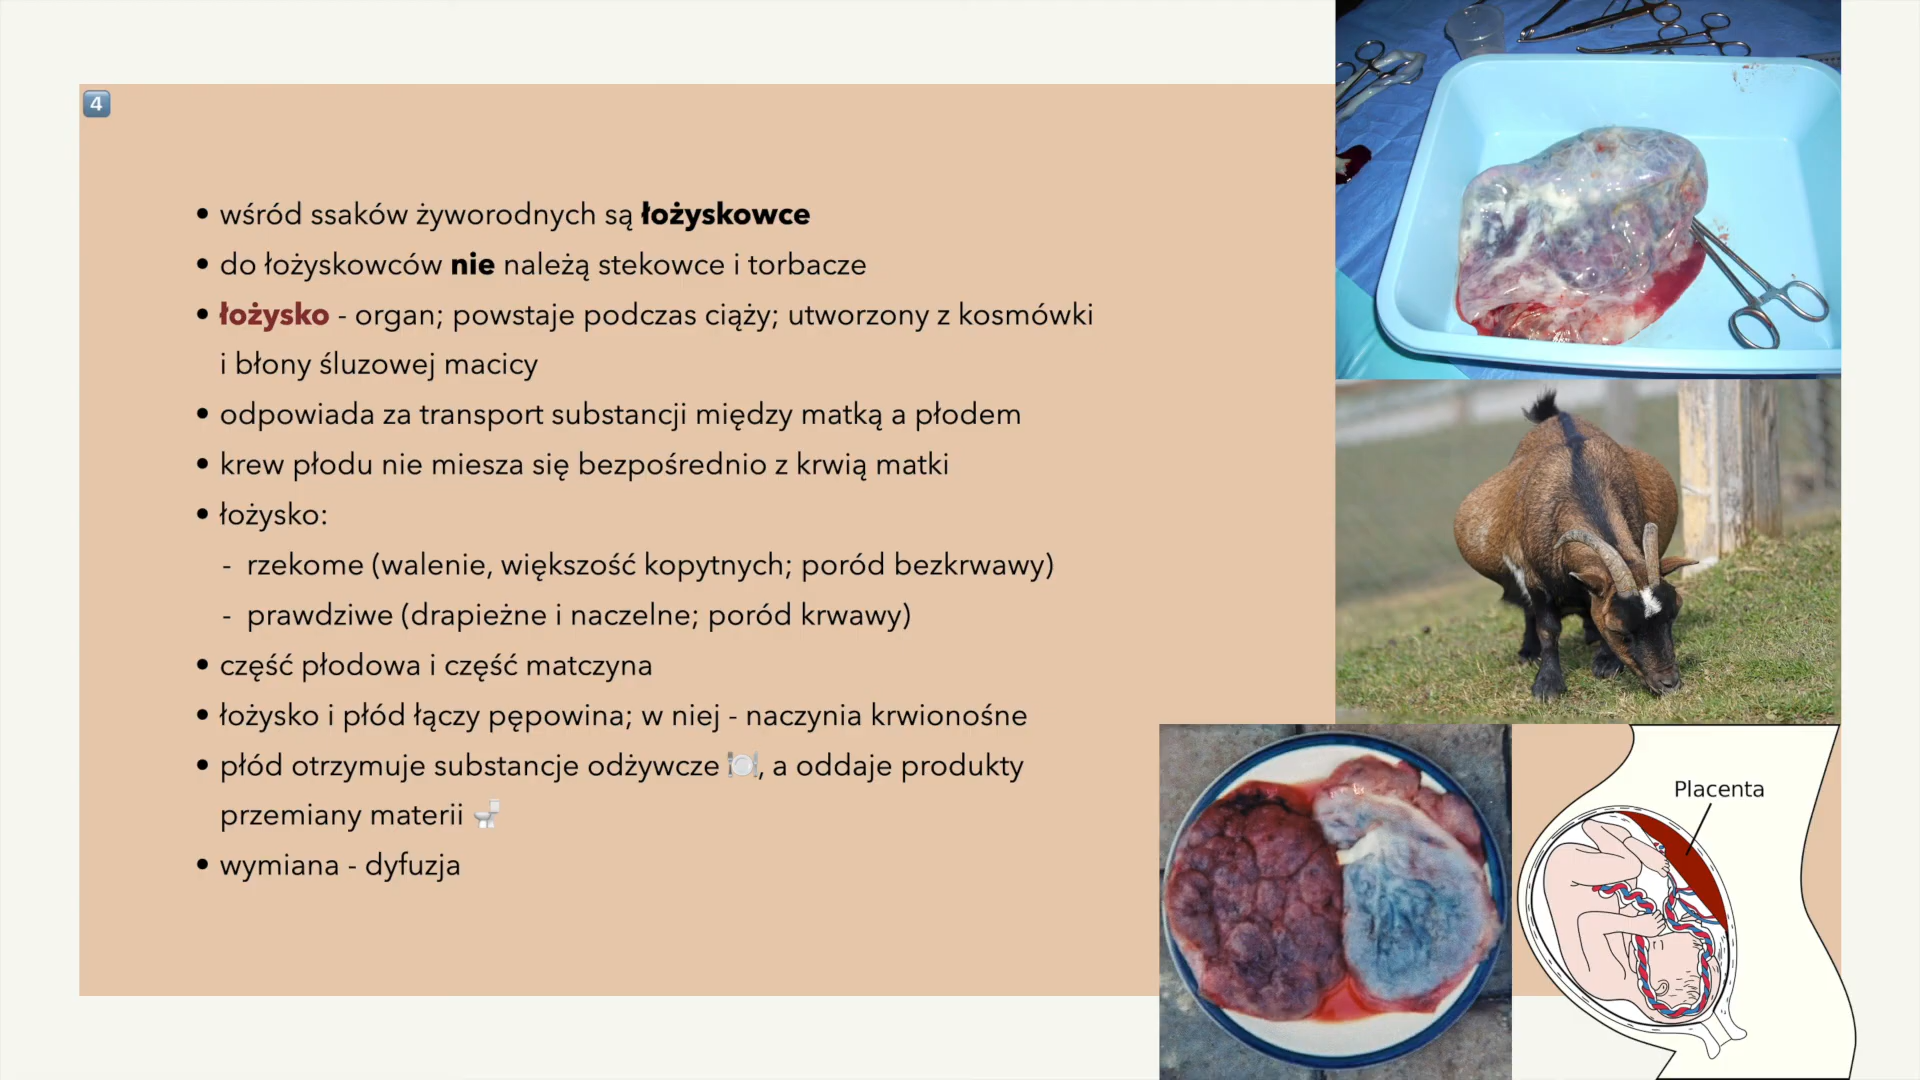 4
• wśród ssaków żyworodnych są łożyskowce
• do łożyskowców nie należą stekowce i torbacze
• łożysko - organ; powstaje podczas ciąży; utworzony z kosmówki
i błony śluzowej macicy
• odpowiada za transport substancji między matką a płodem
• krew płodu nie miesza się bezpośrednio z krwią matki
• łożysko:
- rzekome (walenie, większość kopytnych; poród bezkrwawy)
- prawdziwe (drapieżne i naczelne; poród krwawy)
• część płodowa i część matczyna
• łożysko i płód łączy pępowina; w niej - naczynia krwionośne
• płód otrzymuje substancje odżywcze 🍽️, a oddaje produkty
przemiany materii 🚽
• wymiana - dyfuzja
Placenta